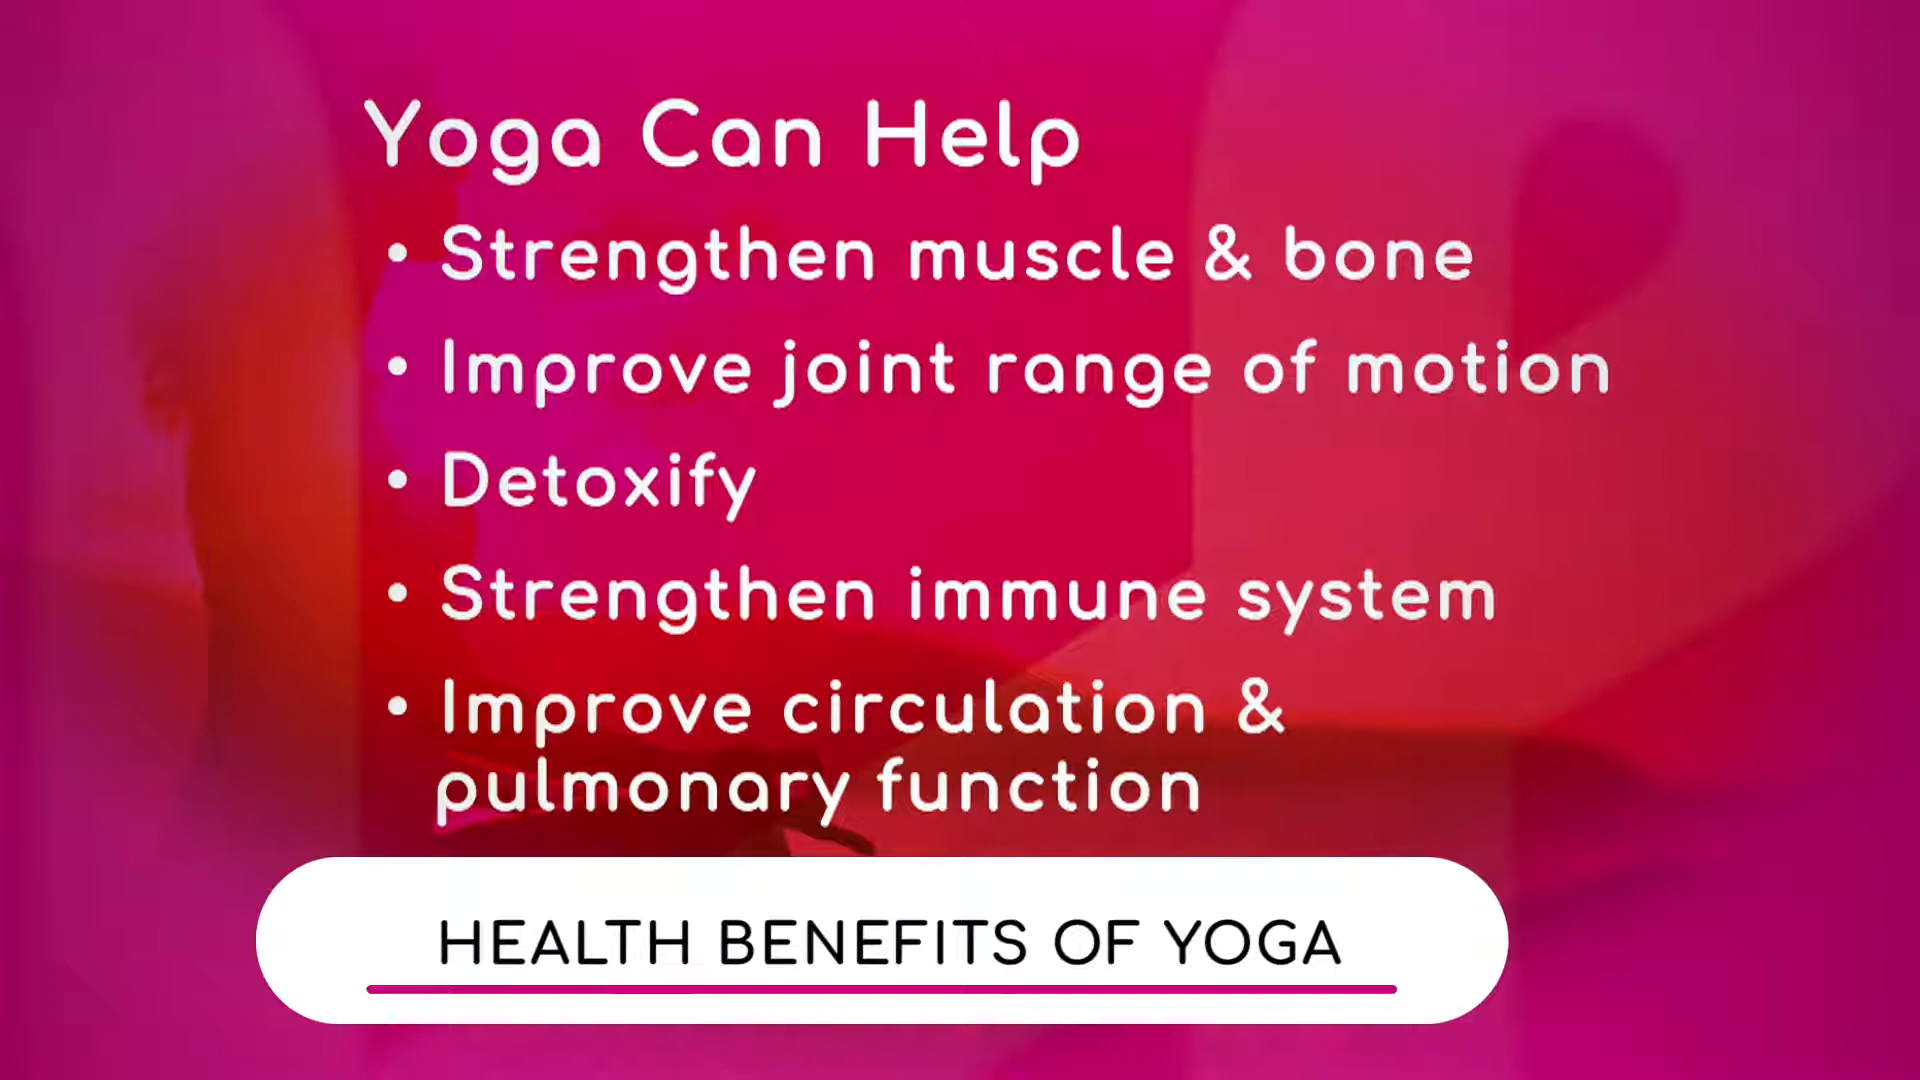 Yoga Can Help
• Strengthen muscle & bone
• Improve joint range of motion
• Detoxify
• Strengthen immune system
• Improve circulation &
pulmonary function
HEALTH BENEFITS OF YOGA